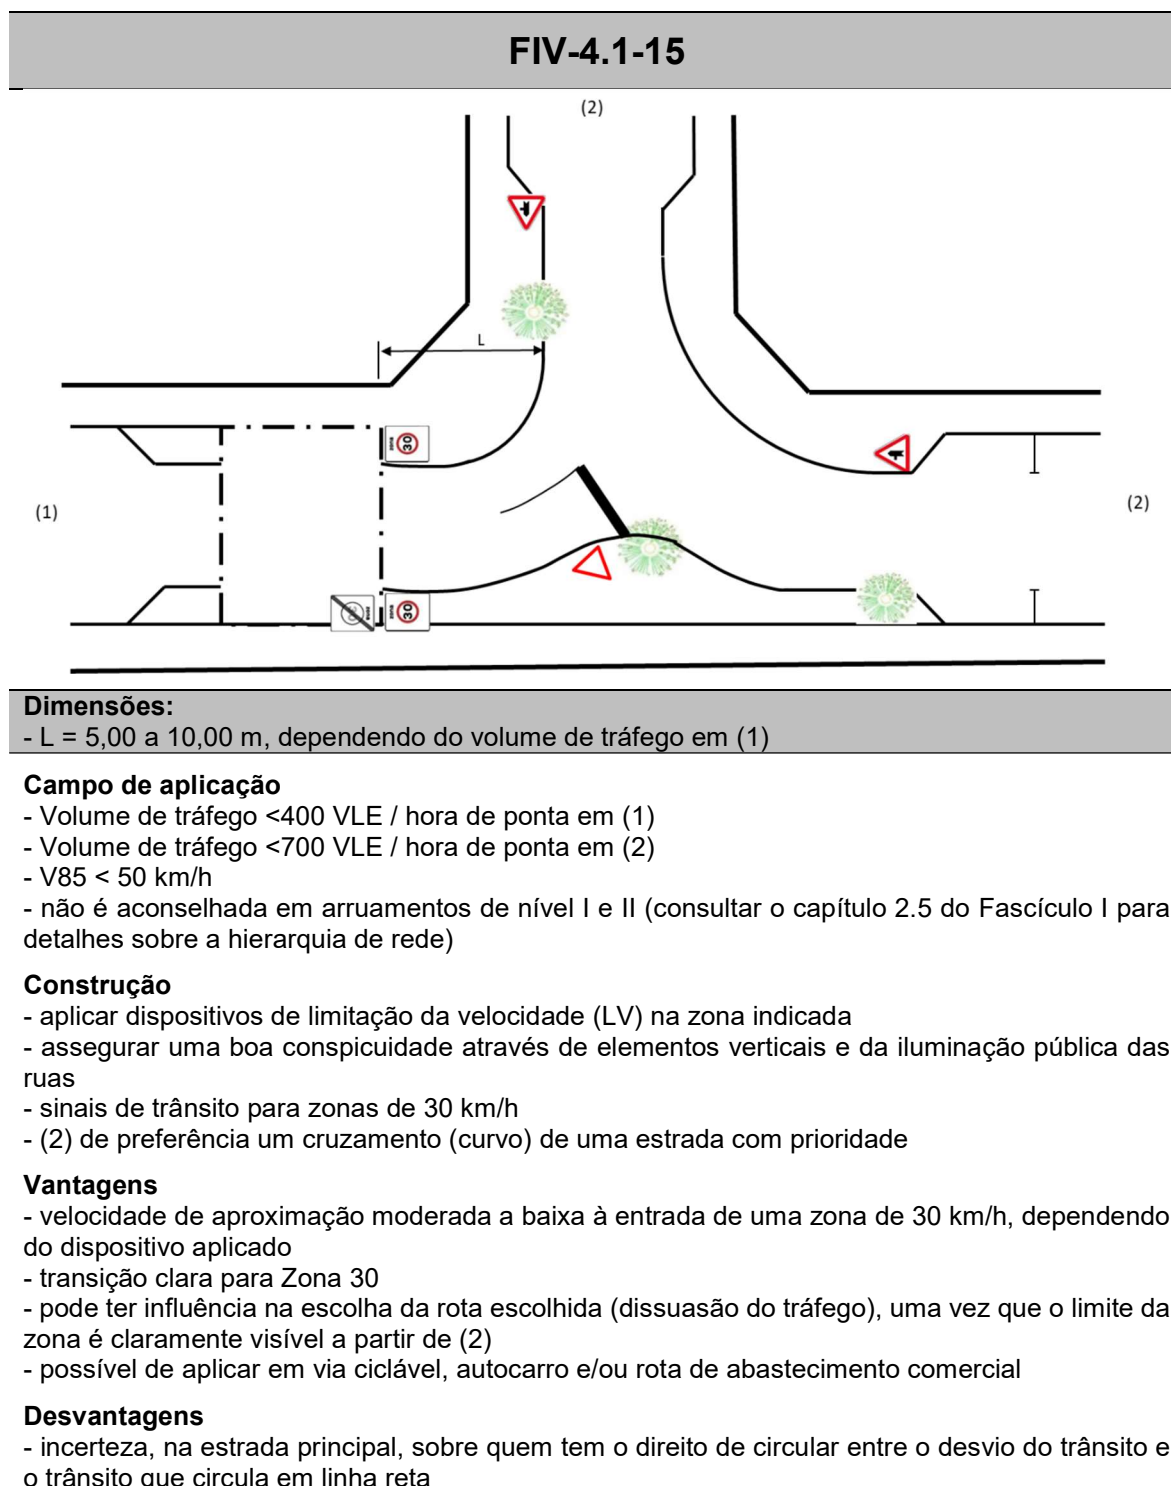 FIV-4.1-15
(2)
L
zona 30
(1)
(2)
zona 30
Dimensões:
- L = 5,00 a 10,00 m, dependendo do volume de tráfego em (1)
Campo de aplicação
- Volume de tráfego <400 VLE / hora de ponta em (1)
- Volume de tráfego <700 VLE / hora de ponta em (2)
- V85 < 50 km/h
- não é aconselhada em arruamentos de nível I e II (consultar o capítulo 2.5 do Fascículo I para
detalhes sobre a hierarquia de rede)
Construção
- aplicar dispositivos de limitação da velocidade (LV) na zona indicada
- assegurar uma boa conspicuidade através de elementos verticais e da iluminação pública das
ruas
- sinais de trânsito para zonas de 30 km/h
- (2) de preferência um cruzamento (curvo) de uma estrada com prioridade
Vantagens
- velocidade de aproximação moderada a baixa à entrada de uma zona de 30 km/h, dependendo
do dispositivo aplicado
- transição clara para Zona 30
- pode ter influência na escolha da rota escolhida (dissuasão do tráfego), uma vez que o limite da
zona é claramente visível a partir de (2)
- possível de aplicar em via ciclável, autocarro e/ou rota de abastecimento comercial
Desvantagens
- incerteza, na estrada principal, sobre quem tem o direito de circular entre o desvio do trânsito e
o trânsito que circula em linha reta